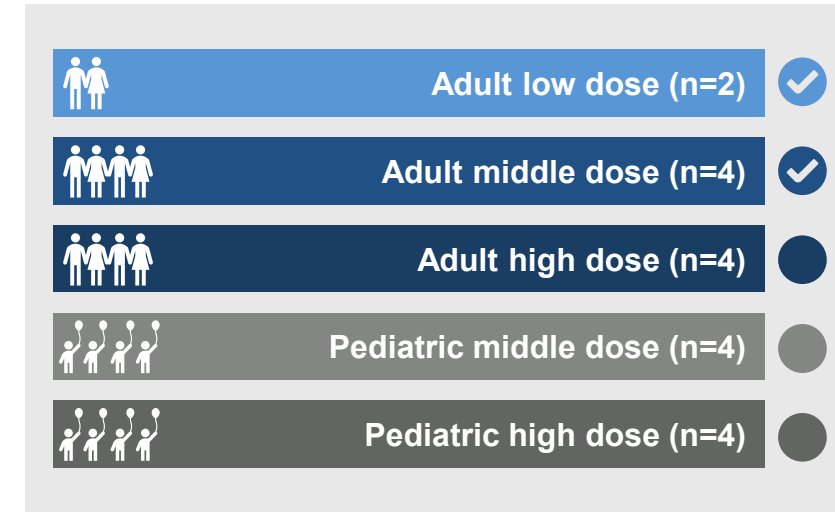 Adult low dose (n=2)
Adult middle dose (n=4)
Adult high dose (n=4)
Pediatric middle dose (n=4)
Pediatric high dose (n=4)